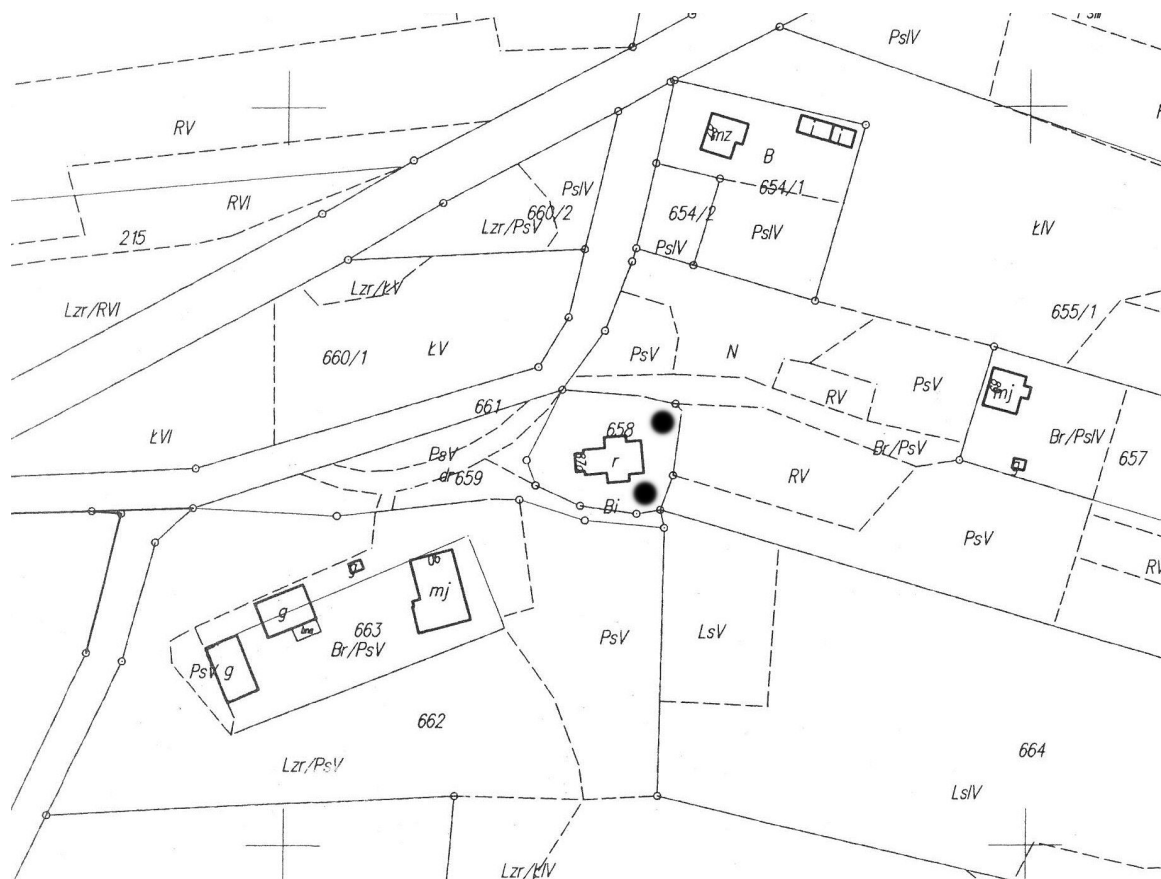 PsIV
RV
mz
B
PsIV
654/1
RVI
660/2
654/2
Lzr/PsV
215
PsIV
PsIV
ŁIV
Lzr/ŁV
Lzr/RVI
655/1
660/1
ŁV
PsV
N
PsV
mj
RV
661
ŁVI
658
Br/PsV
Br/PsIV
PsV
r
657
dr
659
RV
Bi
PsV
RV
90
mj
g
g
663
Br/PsV
PsV
g
PsV
LsV
662
664
Lzr/PsV
LsIV
Lzr/ŁIV